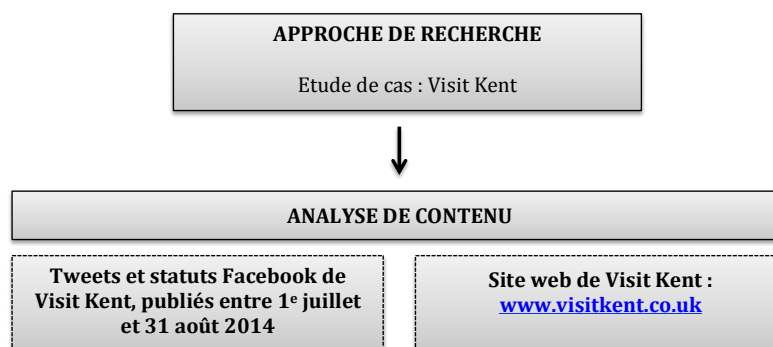 APPROCHE DE RECHERCHE
Etude de cas : Visit Kent
ANALYSE DE CONTENU
Tweets et statuts Facebook de
Visit Kent, publiés entre 1ᵉ juillet
et 31 août 2014
Site web de Visit Kent :
www.visitkent.co.uk